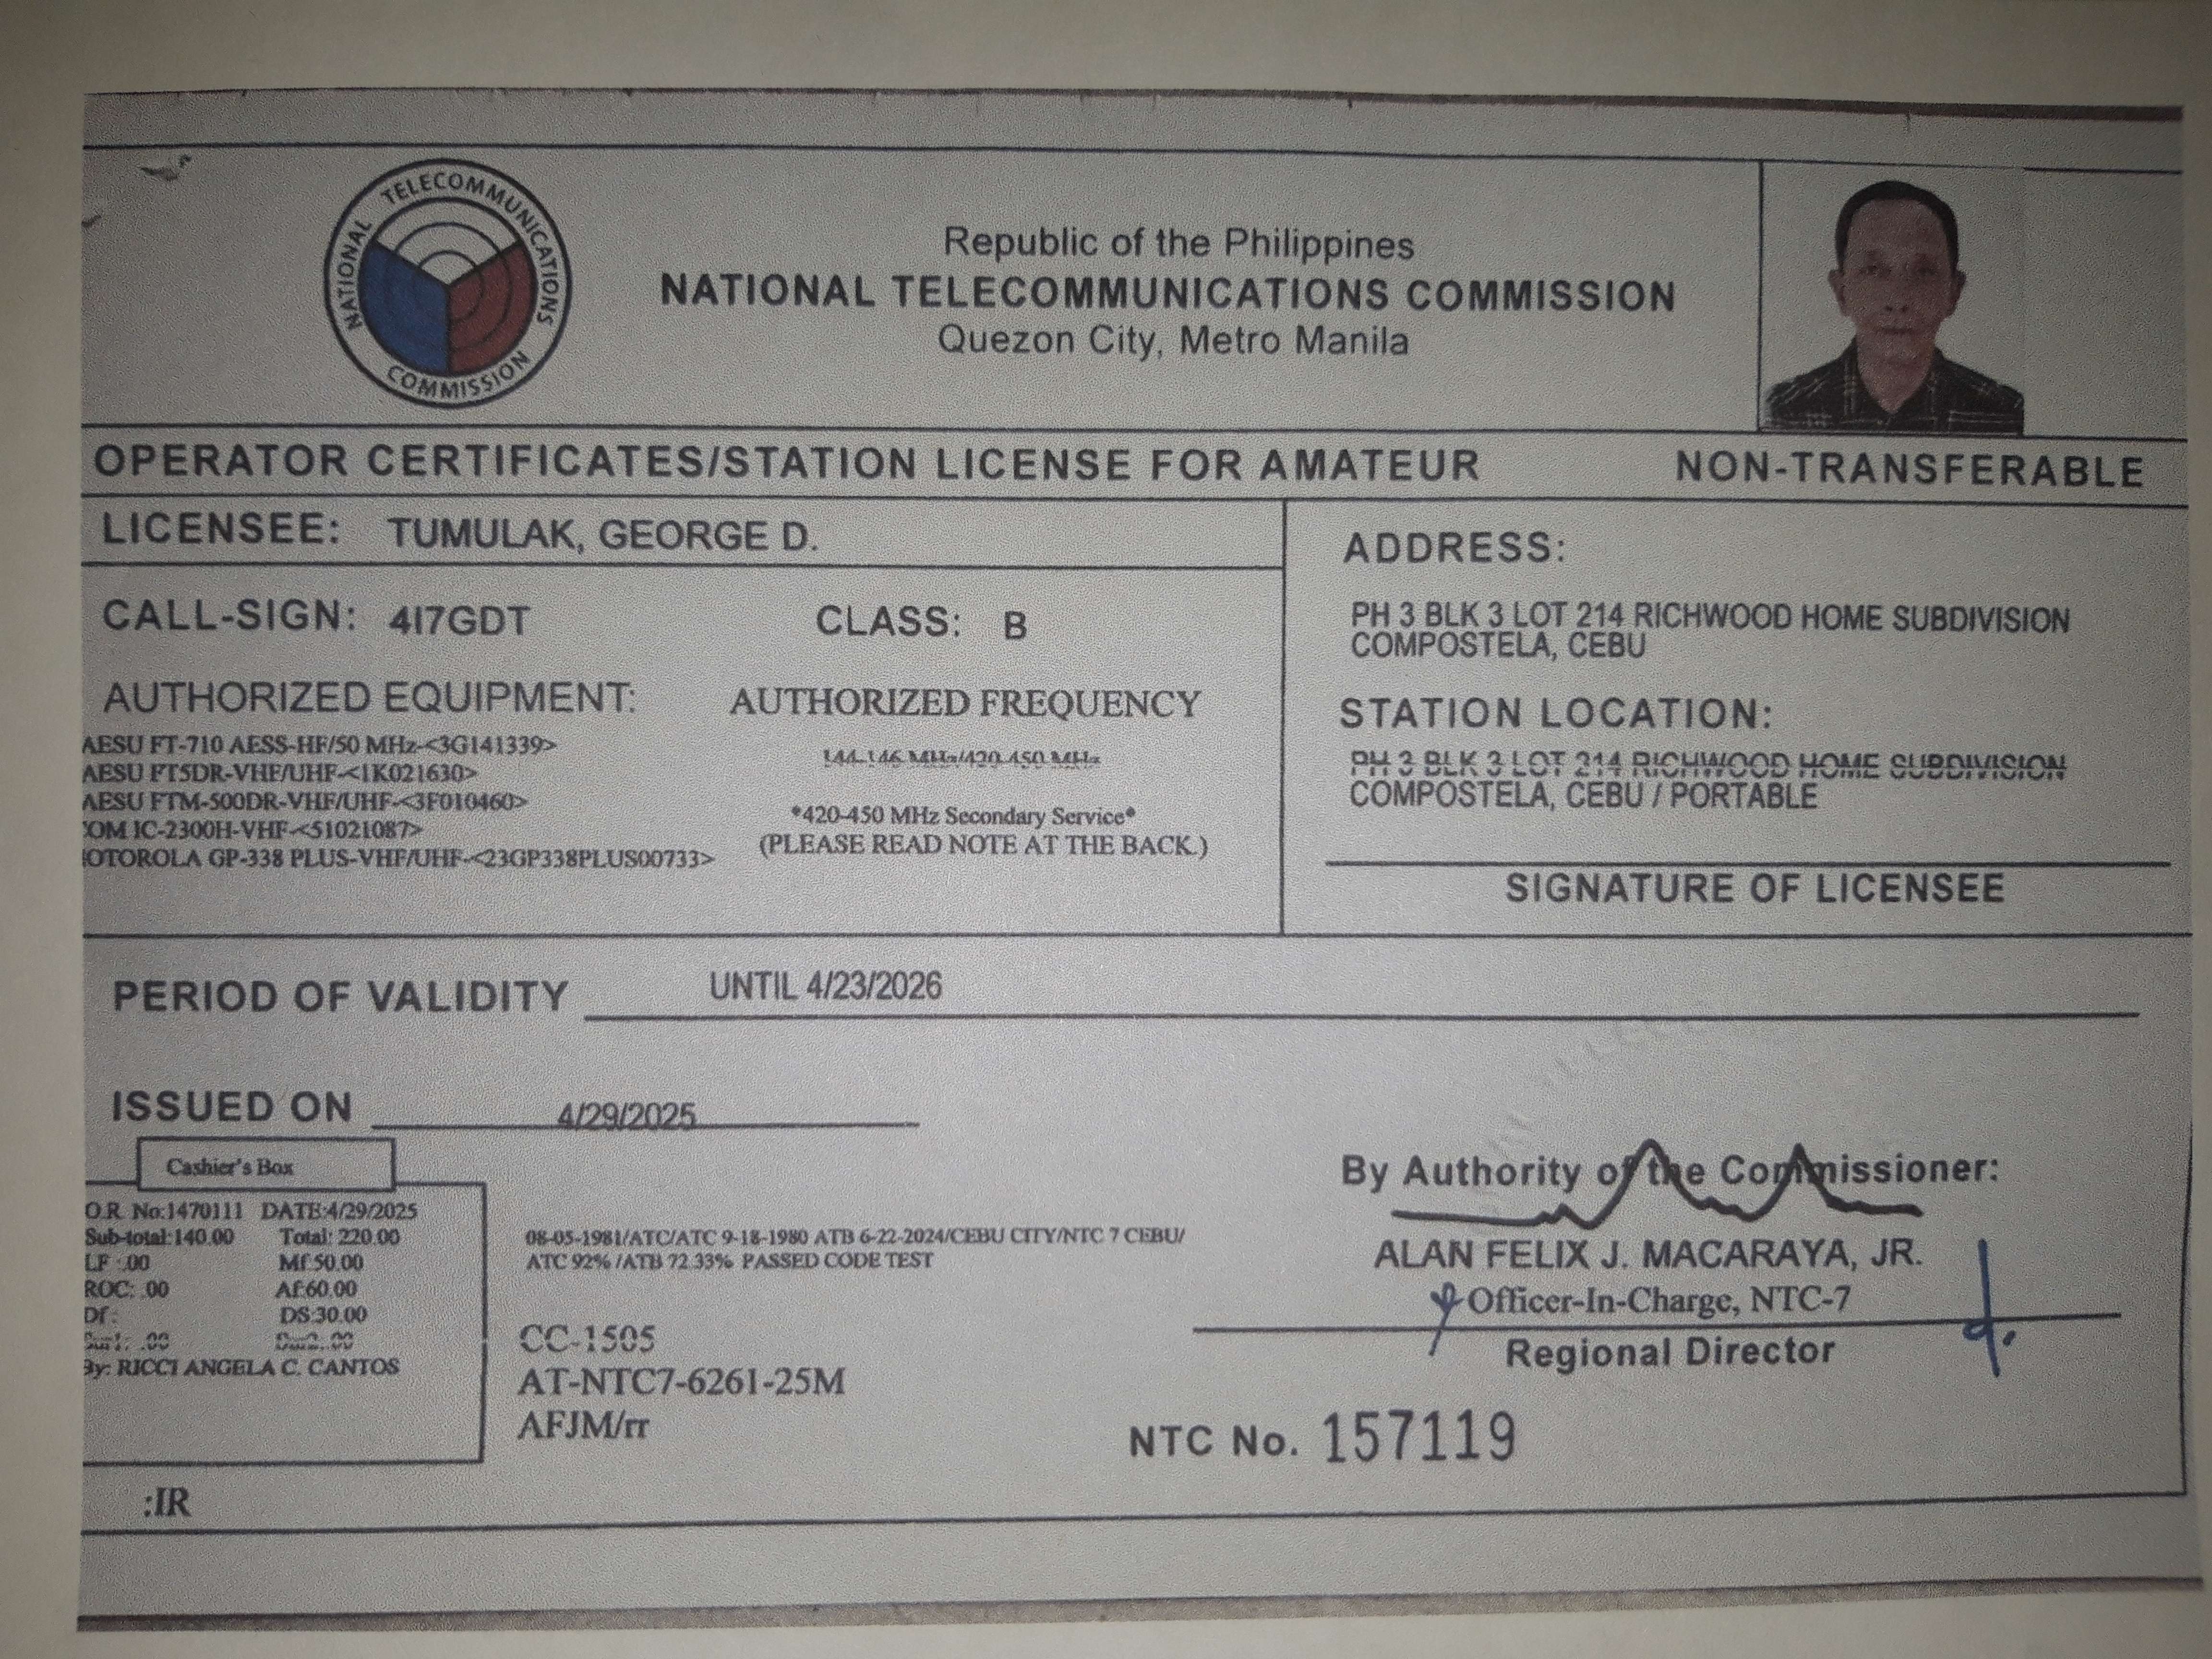 NATIONAL TELECOMMUNICATIONS COMMISSION
Republic of the Philippines
NATIONAL TELECOMMUNICATIONS COMMISSION
Quezon City, Metro Manila
OPERATOR CERTIFICATES/STATION LICENSE FOR AMATEUR NON-TRANSFERABLE
LICENSEE: TUMULAK, GEORGE D.
CALL-SIGN: 4I7GDT CLASS: B
AUTHORIZED EQUIPMENT:
AESU FT-710 AESS-HF/50 MHz-<3G141339>
AESU FT5DR-VHF/UHF-<1K021630>
AESU FTM-500DR-VHF/UHF-<3F010460>
COM IC-2300H-VHF-<51021087>
OTOROLA GP-338 PLUS-VHF/UHF-<23GP338PLUS00733>
AUTHORIZED FREQUENCY
144-146 MHz/420-450 MHz
*420-450 MHz Secondary Service*
(PLEASE READ NOTE AT THE BACK.)
ADDRESS:
PH 3 BLK 3 LOT 214 RICHWOOD HOME SUBDIVISION
COMPOSTELA, CEBU
STATION LOCATION:
PH 3 BLK 3 LOT 214 RICHWOOD HOME SUBDIVISION
COMPOSTELA, CEBU / PORTABLE
SIGNATURE OF LICENSEE
PERIOD OF VALIDITY UNTIL 4/23/2026
ISSUED ON 4/29/2025
Cashier's Box
O.R. No:1470111 DATE:4/29/2025
Sub-total:140.00 Total: 220.00
LF :.00 Mf:50.00
ROC: .00 Af:60.00
Df : DS:30.00
Sur1: .00 Sur2:.00
By: RICCI ANGELA C. CANTOS
08-05-1981/ATC/ATC 9-18-1980 ATB 6-22-2024/CEBU CITY/NTC 7 CEBU/
ATC 92% /ATB 72.33% PASSED CODE TEST
CC-1505
AT-NTC7-6261-25M
AFJM/rr
By Authority of the Commissioner:
ALAN FELIX J. MACARAYA, JR.
Officer-In-Charge, NTC-7
Regional Director
NTC No. 157119
:IR